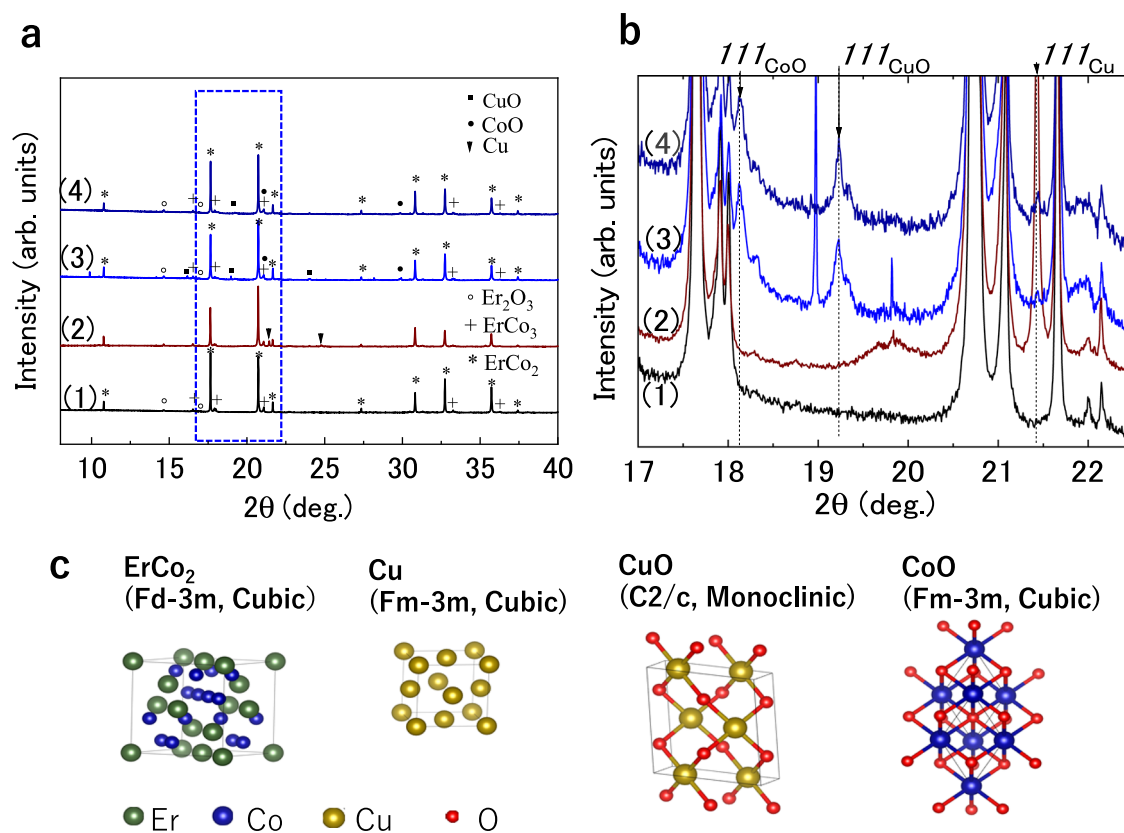 a
Intensity (arb. units)
■ CuO
● CoO
▼ Cu
(4)
(3)
(2)
(1)
○ Er₂O₃
+ ErCo₃
* ErCo₂
10 15 20 25 30 35 40
2θ (deg.)
b
111CoO 111CuO 111Cu
Intensity (arb. units)
(4)
(3)
(2)
(1)
17 18 19 20 21 22
2θ (deg.)
c
ErCo₂
(Fd-3m, Cubic)
Cu
(Fm-3m, Cubic)
CuO
(C2/c, Monoclinic)
CoO
(Fm-3m, Cubic)
Er Co Cu O